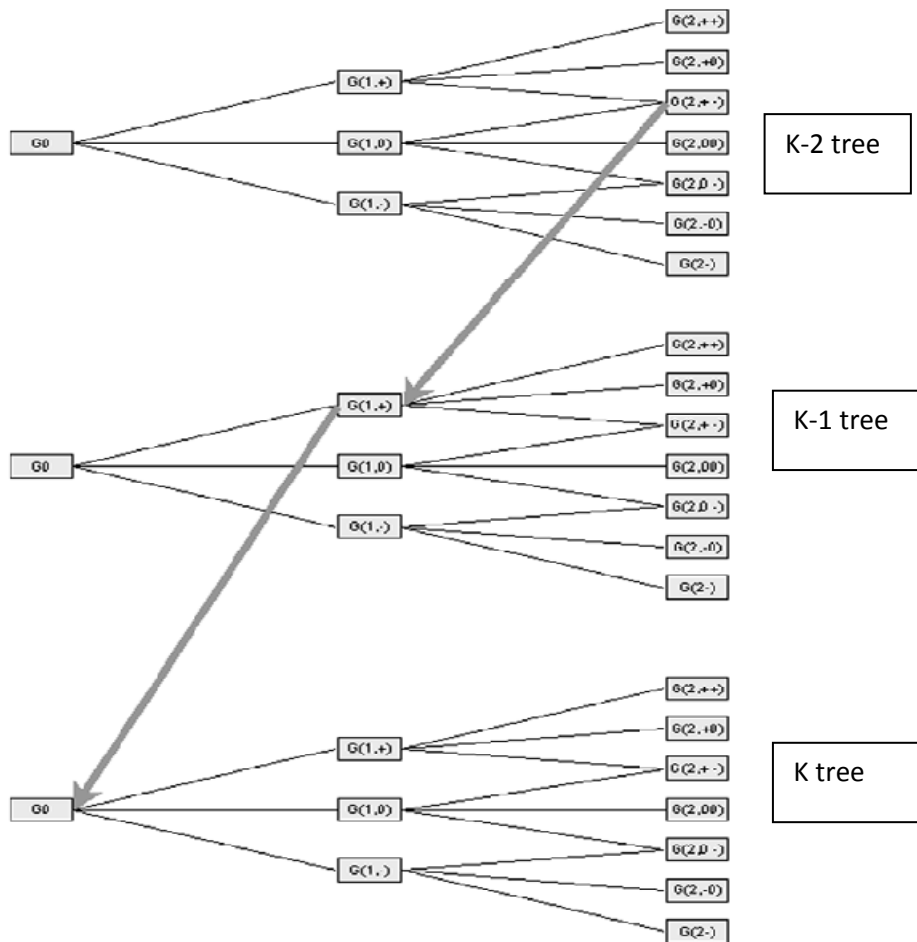 G(2,++)
G(2,+0)
G(1,+)
G(2,+-)
K-2 tree
G0
G(1,0)
G(2,00)
G(2,0-)
G(1,-)
G(2,-0)
G(2-)
G(2,++)
G(2,+0)
G(1,+)
G(2,+-)
K-1 tree
G0
G(1,0)
G(2,00)
G(2,0-)
G(1,-)
G(2,-0)
G(2-)
G(2,++)
G(2,+0)
G(1,+)
G(2,+-)
K tree
G0
G(1,0)
G(2,00)
G(2,0-)
G(1,-)
G(2,-0)
G(2-)